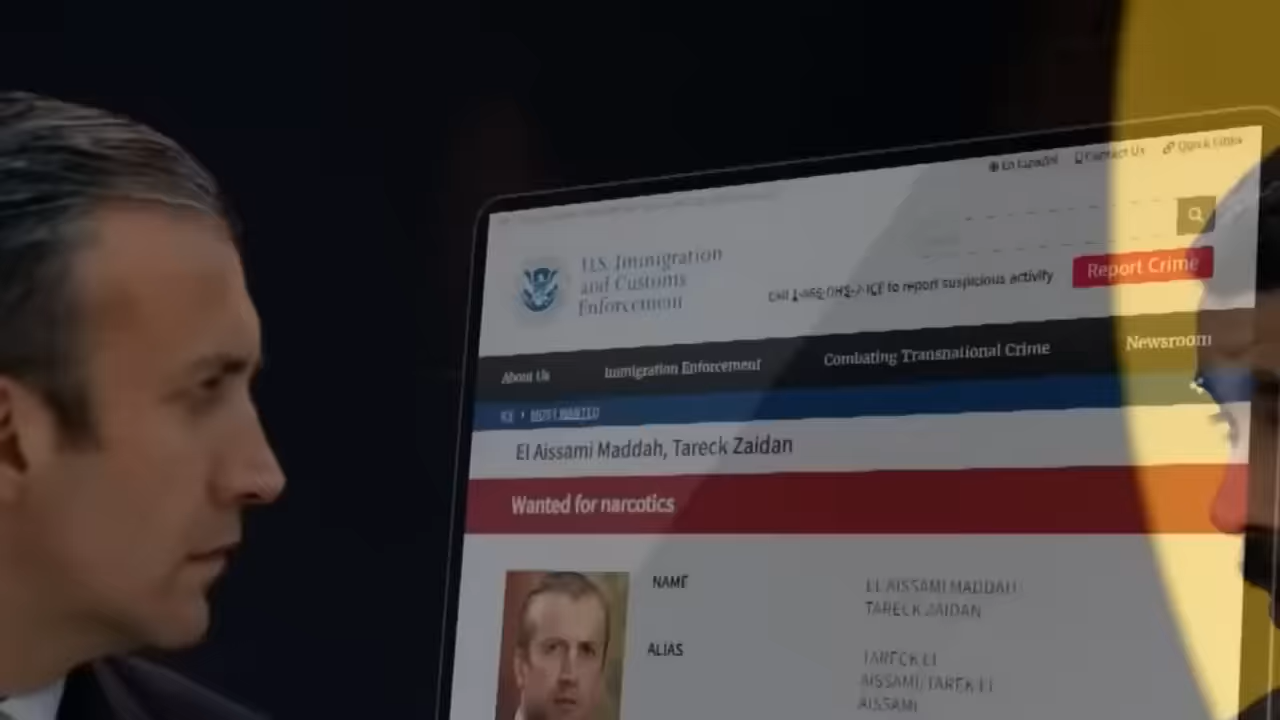 En Español
Contact Us
Quick Links
U.S. Immigration
and Customs
Enforcement
to report suspicious activity
Report Crime
About Us
Immigration Enforcement
Combating Transnational Crime
Newsroom
ICE › MOST WANTED
El Aissami Maddah, Tareck Zaidan
Wanted for narcotics
NAME
EL AISSAMI MADDAH
TARECK ZAIDAN
ALIAS
TARECK EL
AISSAMI; TAREK EL
AISSAMI